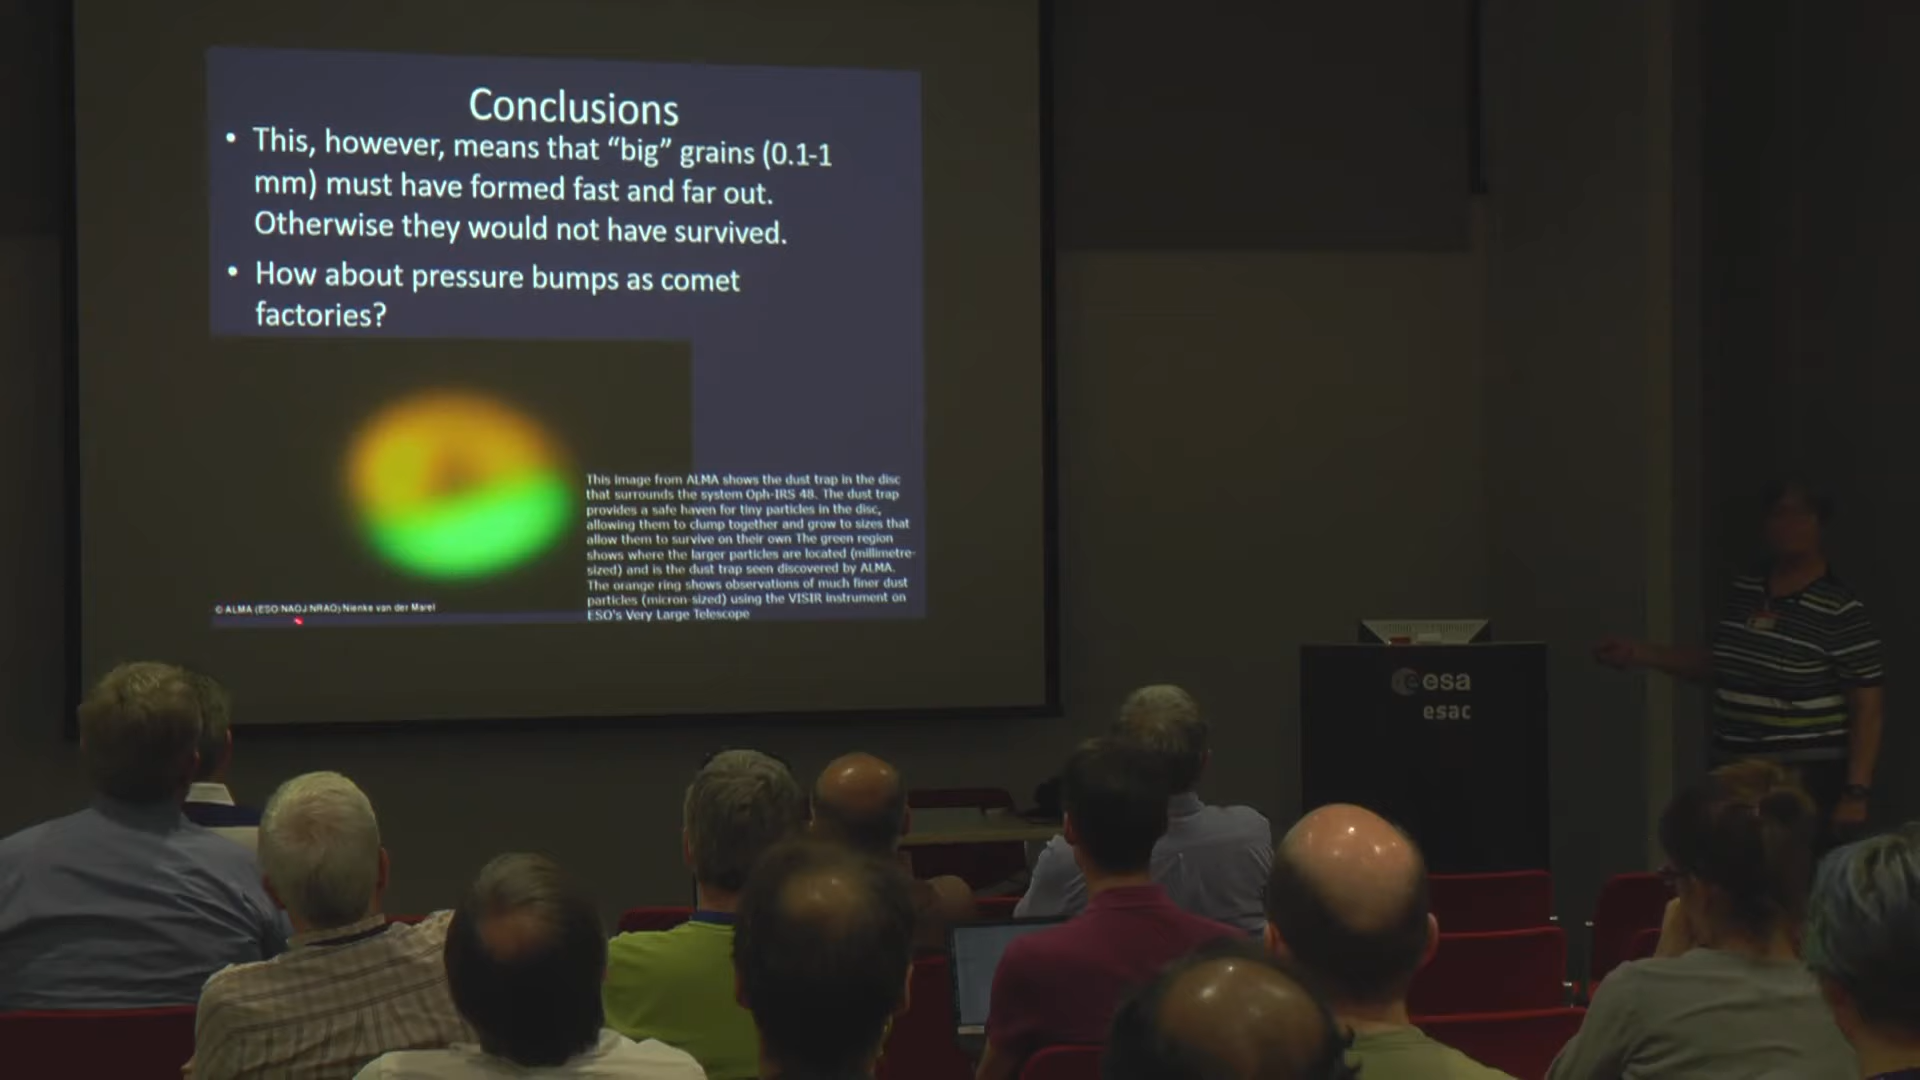 Conclusions
• This, however, means that “big” grains (0.1-1
mm) must have formed fast and far out.
Otherwise they would not have survived.
• How about pressure bumps as comet
factories?
This image from ALMA shows the dust trap in the disc
that surrounds the system Oph-IRS 48. The dust trap
provides a safe haven for tiny particles in the disc,
allowing them to clump together and grow to sizes that
allow them to survive on their own The green region
shows where the larger particles are located (millimetre-
sized) and is the dust trap seen discovered by ALMA.
The orange ring shows observations of much finer dust
particles (micron-sized) using the VISIR instrument on
ESO's Very Large Telescope
© ALMA (ESO/NAOJ/NRAO) Nienke van der Marel
esa
esac